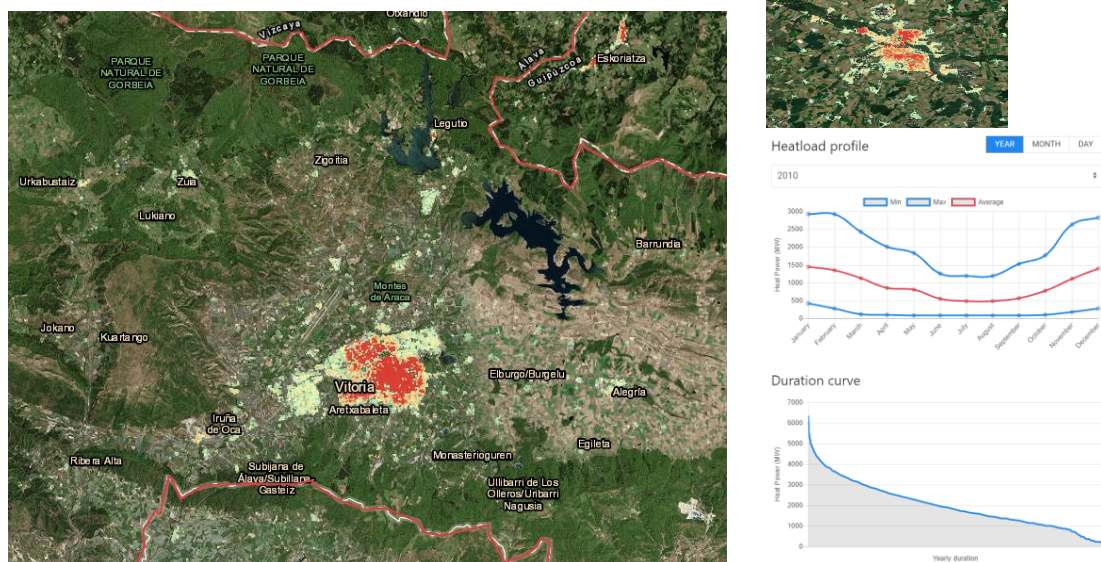 Otxandio
Vizcaya
PARQUE
NATURAL DE
GORBEIA
PARQUE
NATURAL DE
GORBEIA
Álava
Guipúzcoa
Eskoriatza
Legutio
Zigoitia
Urkabustaiz
Zuia
Lukiano
Barrundia
Montes
de Araca
Jokano
Kuartango
Vitoria
Aretxabaleta
Elburgo/Burgelu
Alegría
Iruña
de Oca
Egileta
Ribera Alta
Monasterioguren
Subijana de
Álava/Subillana-
Gasteiz
Ullibarri de Los
Olleros/Uribarri
Nagusia
Heatload profile
YEAR MONTH DAY
2010
Min Max Average
Heat Power (MW)
3000
2500
2000
1500
1000
500
0
January
February
March
April
May
June
July
August
September
October
November
December
Duration curve
Heat Power (MW)
7000
6000
5000
4000
3000
2000
1000
0
Yearly duration